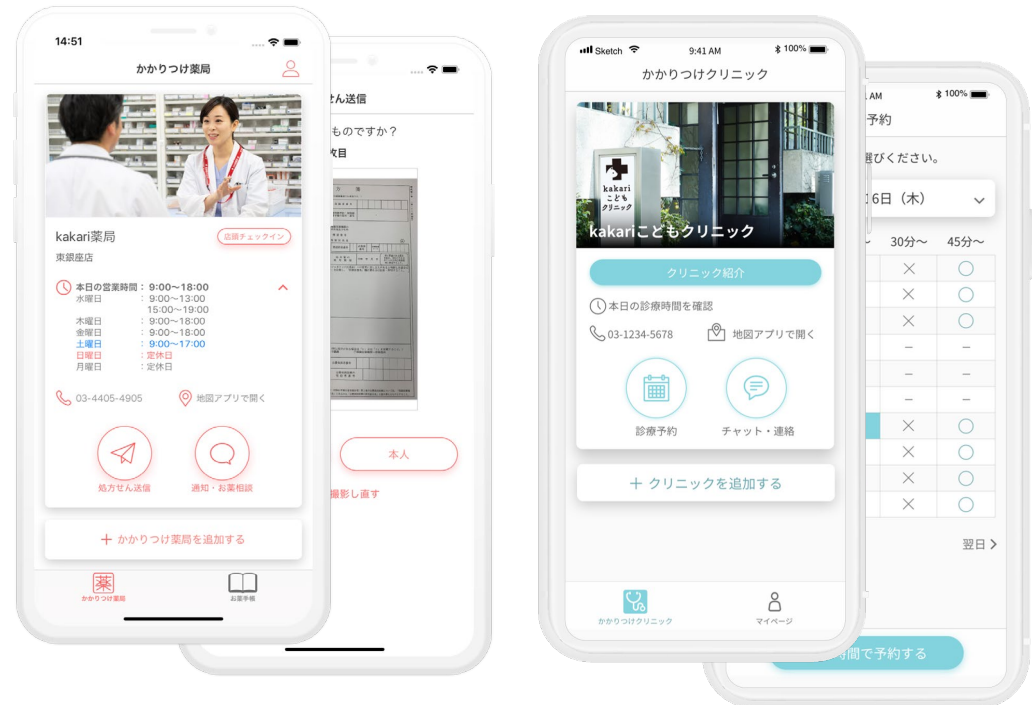 14:51
かかりつけ薬局
kakari薬局
店頭チェックイン
東銀座店
本日の営業時間： 9:00～18:00
水曜日 : 9:00～13:00
15:00～19:00
木曜日 : 9:00～18:00
金曜日 : 9:00～18:00
土曜日 : 9:00～17:00
日曜日 : 定休日
月曜日 : 定休日
03-4405-4905
地図アプリで開く
処方せん送信
通知・お薬相談
＋ かかりつけ薬局を追加する
薬
かかりつけ薬局
お薬手帳
せん送信
ものですか？
枚目
本人
撮影し直す
Sketch
9:41 AM
100%
かかりつけクリニック
kakari
こども
クリニック
kakariこどもクリニック
クリニック紹介
本日の診療時間を確認
03-1234-5678
地図アプリで開く
診療予約
チャット・連絡
＋ クリニックを追加する
かかりつけクリニック
マイページ
AM
100%
予約
選びください。
6日（木）
30分～
45分～
翌日
時間で予約する